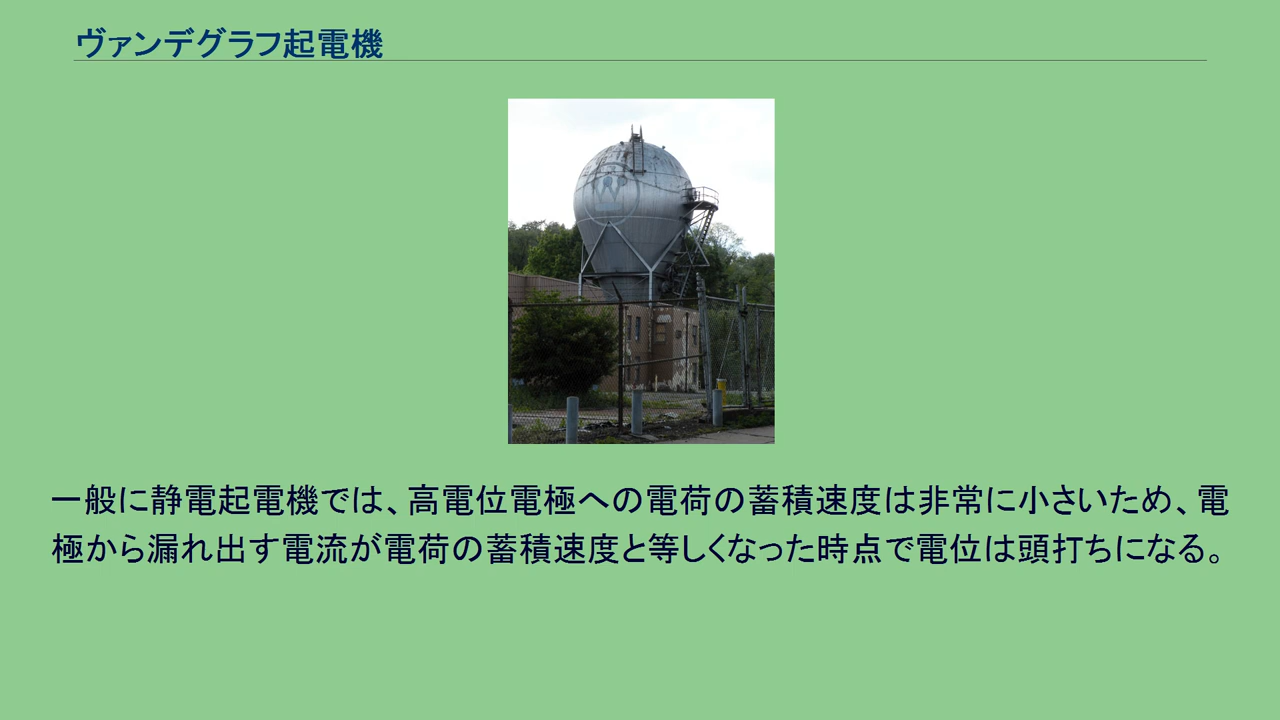 ヴァンデグラフ起電機
一般に静電起電機では、高電位電極への電荷の蓄積速度は非常に小さいため、電
極から漏れ出す電流が電荷の蓄積速度と等しくなった時点で電位は頭打ちになる。